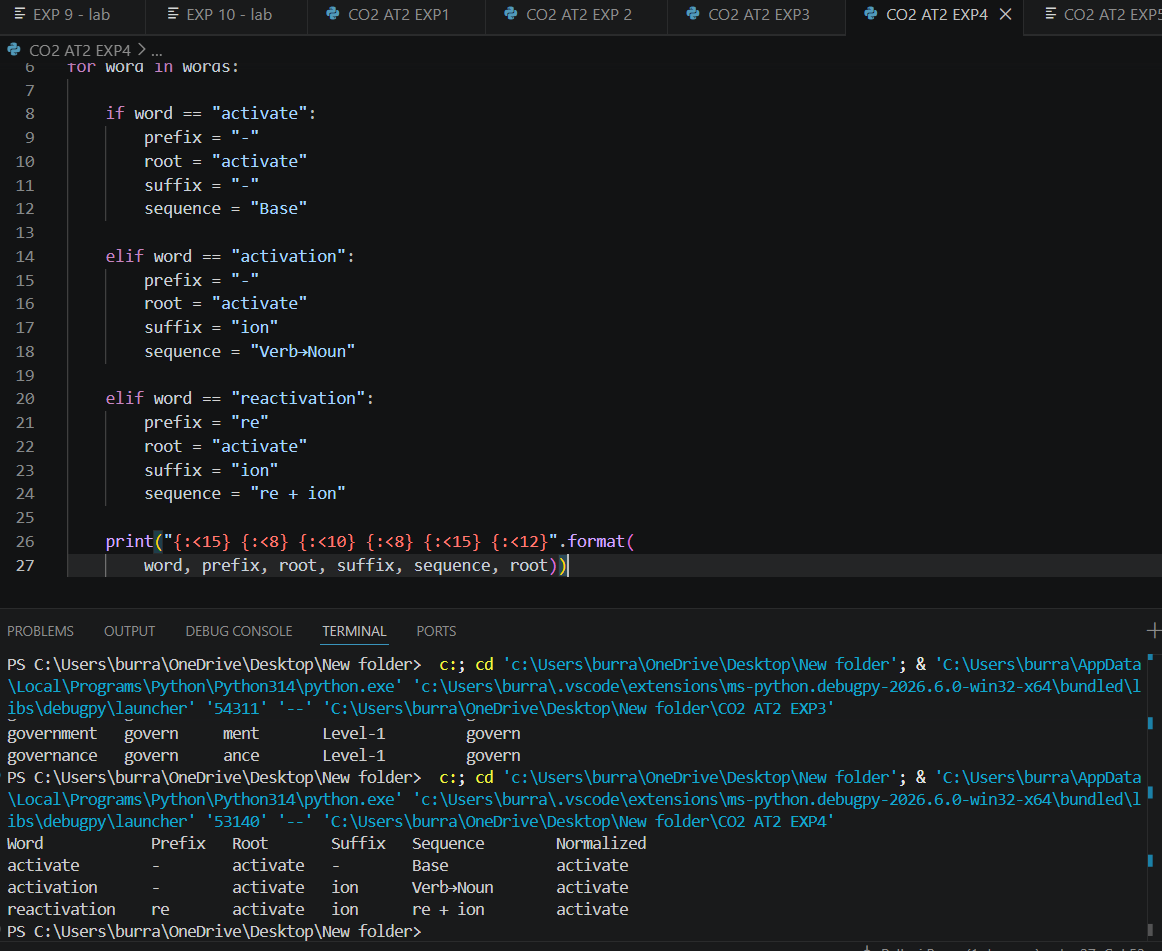 EXP 9 - lab EXP 10 - lab CO2 AT2 EXP1 CO2 AT2 EXP 2 CO2 AT2 EXP3 CO2 AT2 EXP4 CO2 AT2 EXP5
CO2 AT2 EXP4 > ...
6 for word in words:
7
8 if word == "activate":
9 prefix = "-"
10 root = "activate"
11 suffix = "-"
12 sequence = "Base"
13
14 elif word == "activation":
15 prefix = "-"
16 root = "activate"
17 suffix = "ion"
18 sequence = "Verb→Noun"
19
20 elif word == "reactivation":
21 prefix = "re"
22 root = "activate"
23 suffix = "ion"
24 sequence = "re + ion"
25
26 print("{:<15} {:<8} {:<10} {:<8} {:<15} {:<12}".format(
27 word, prefix, root, suffix, sequence, root))
PROBLEMS OUTPUT DEBUG CONSOLE TERMINAL PORTS
PS C:\Users\burra\OneDrive\Desktop\New folder> c:; cd 'c:\Users\burra\OneDrive\Desktop\New folder'; & 'C:\Users\burra\AppData
\Local\Programs\Python\Python314\python.exe' 'c:\Users\burra\.vscode\extensions\ms-python.debugpy-2026.6.0-win32-x64\bundled\l
ibs\debugpy\launcher' '54311' '--' 'C:\Users\burra\OneDrive\Desktop\New folder\CO2 AT2 EXP3'
government govern ment Level-1 govern
governance govern ance Level-1 govern
PS C:\Users\burra\OneDrive\Desktop\New folder> c:; cd 'c:\Users\burra\OneDrive\Desktop\New folder'; & 'C:\Users\burra\AppData
\Local\Programs\Python\Python314\python.exe' 'c:\Users\burra\.vscode\extensions\ms-python.debugpy-2026.6.0-win32-x64\bundled\l
ibs\debugpy\launcher' '53140' '--' 'C:\Users\burra\OneDrive\Desktop\New folder\CO2 AT2 EXP4'
Word Prefix Root Suffix Sequence Normalized
activate - activate - Base activate
activation - activate ion Verb→Noun activate
reactivation re activate ion re + ion activate
PS C:\Users\burra\OneDrive\Desktop\New folder>